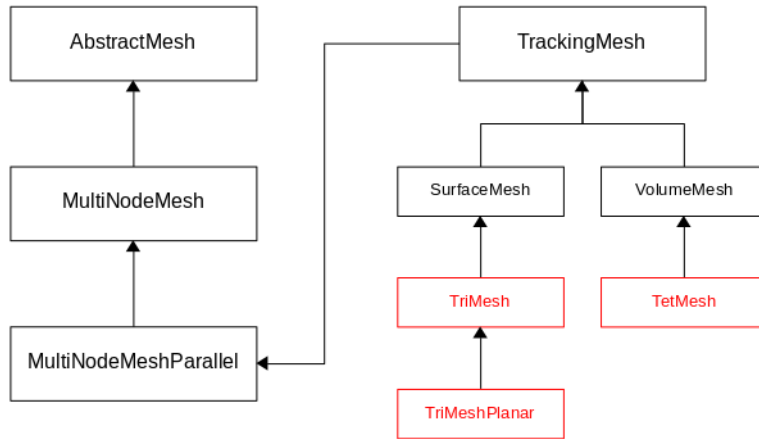 AbstractMesh
TrackingMesh
MultiNodeMesh
SurfaceMesh
VolumeMesh
TriMesh
TetMesh
MultiNodeMeshParallel
TriMeshPlanar